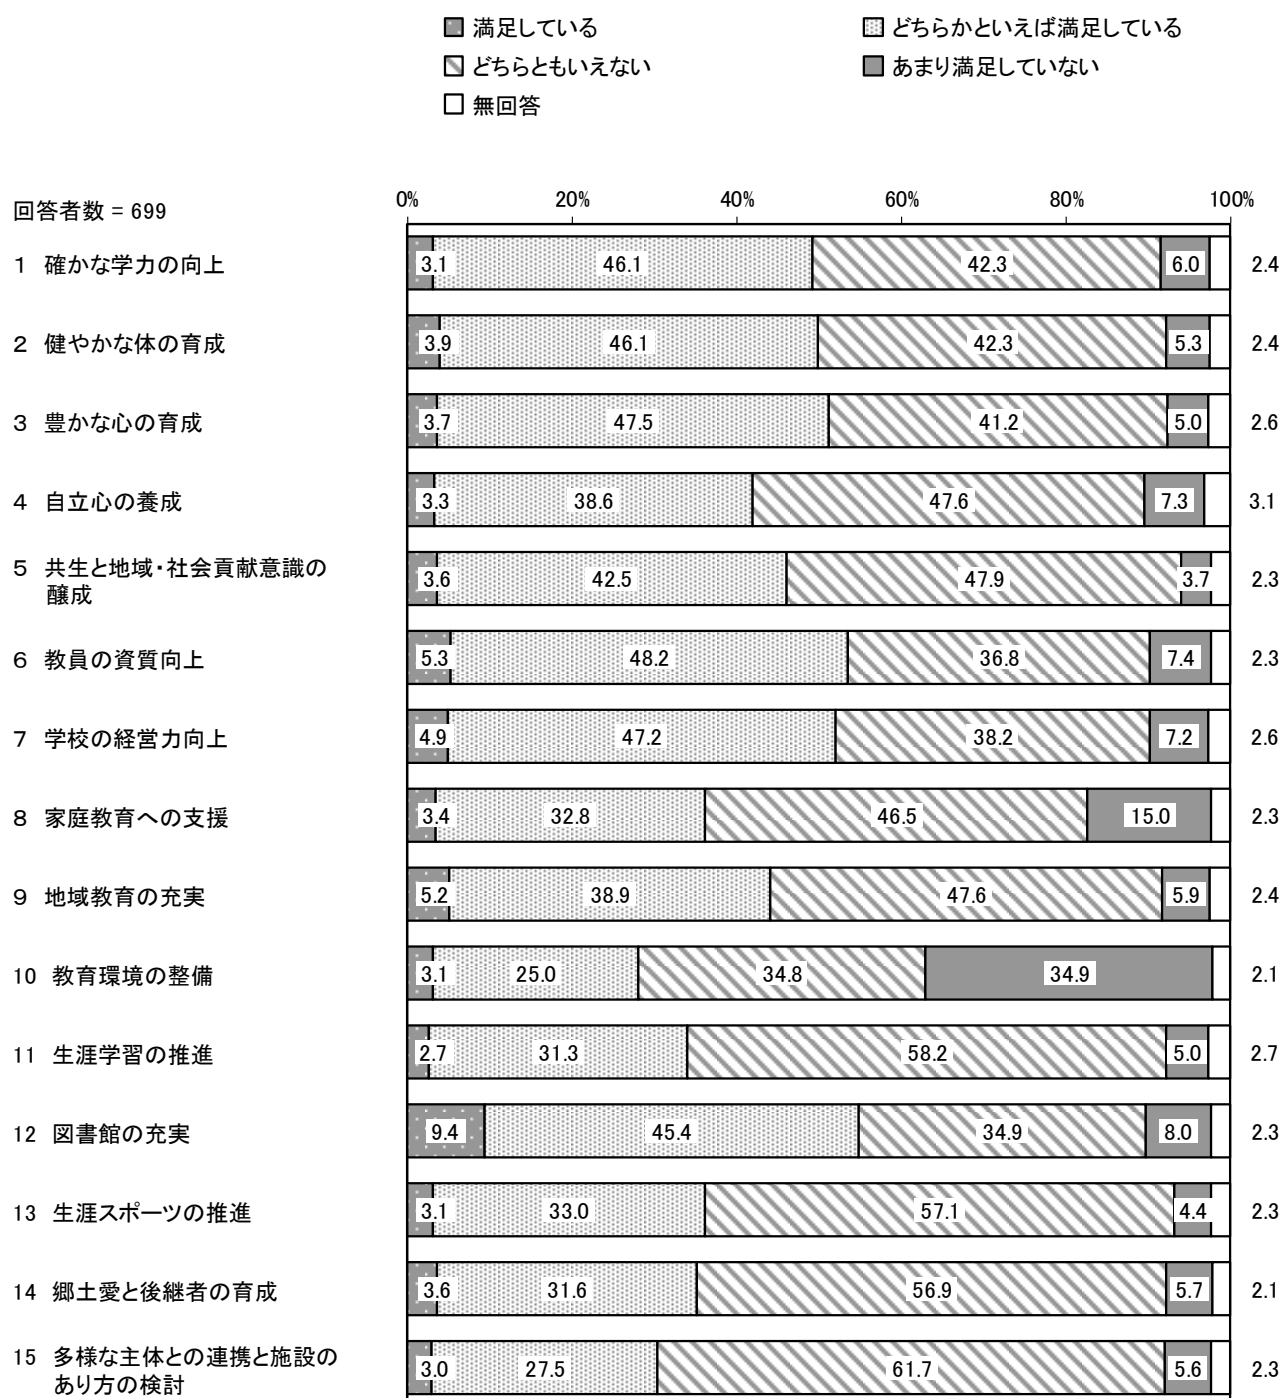 満足している どちらかといえば満足している
どちらともいえない あまり満足していない
無回答
回答者数 = 699
0% 20% 40% 60% 80% 100%
1 確かな学力の向上 3.1 46.1 42.3 6.0 2.4
2 健やかな体の育成 3.9 46.1 42.3 5.3 2.4
3 豊かな心の育成 3.7 47.5 41.2 5.0 2.6
4 自立心の養成 3.3 38.6 47.6 7.3 3.1
5 共生と地域・社会貢献意識の
醸成 3.6 42.5 47.9 3.7 2.3
6 教員の資質向上 5.3 48.2 36.8 7.4 2.3
7 学校の経営力向上 4.9 47.2 38.2 7.2 2.6
8 家庭教育への支援 3.4 32.8 46.5 15.0 2.3
9 地域教育の充実 5.2 38.9 47.6 5.9 2.4
10 教育環境の整備 3.1 25.0 34.8 34.9 2.1
11 生涯学習の推進 2.7 31.3 58.2 5.0 2.7
12 図書館の充実 9.4 45.4 34.9 8.0 2.3
13 生涯スポーツの推進 3.1 33.0 57.1 4.4 2.3
14 郷土愛と後継者の育成 3.6 31.6 56.9 5.7 2.1
15 多様な主体との連携と施設の
あり方の検討 3.0 27.5 61.7 5.6 2.3